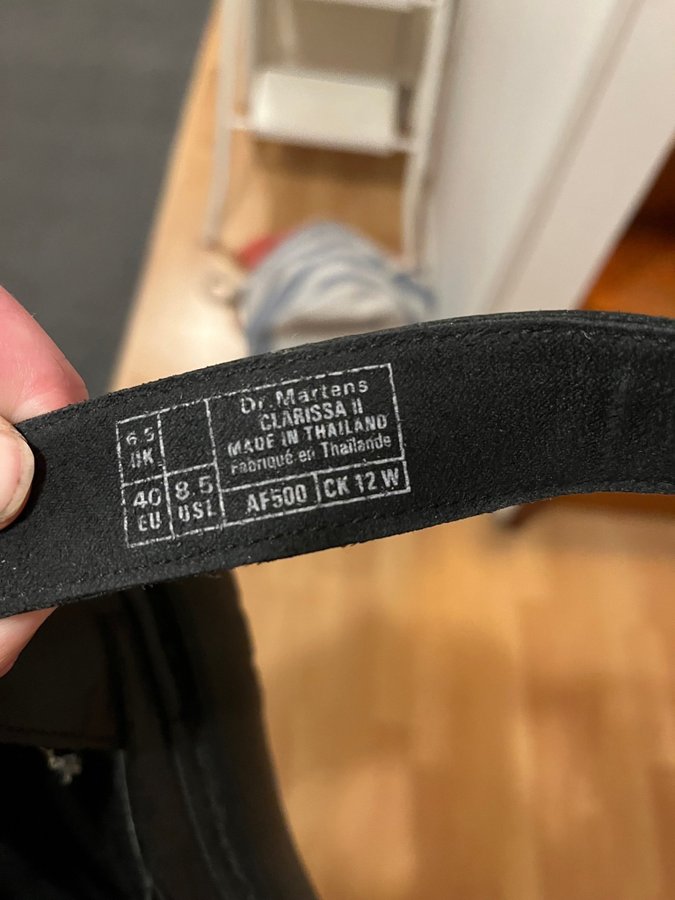 6.5
UK
40
EU
8.5
USL
Dr. Martens
CLARISSA II
MADE IN THAILAND
Fabriqué en Thaïlande
AF500
CK 12 W